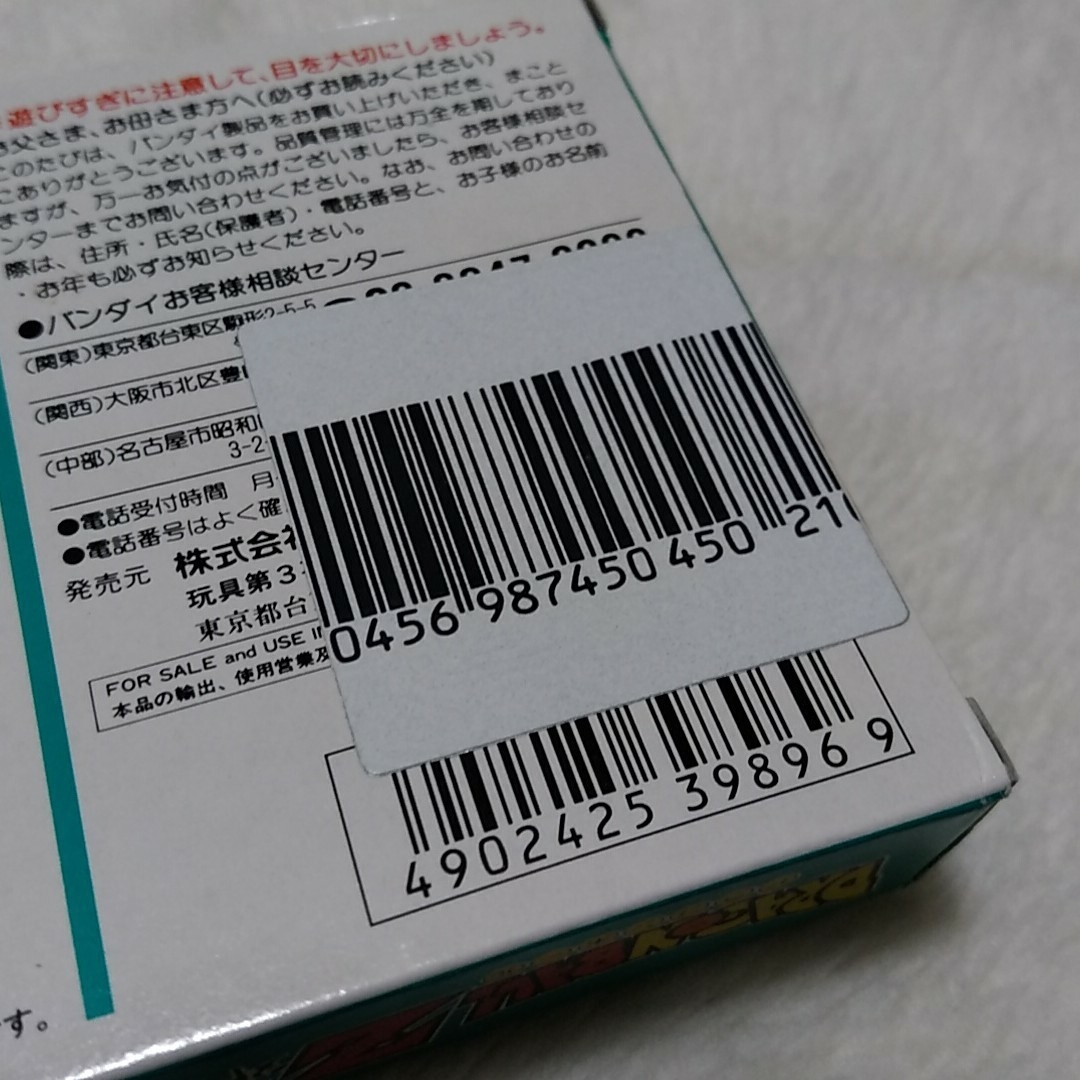 遊びすぎに注意して、目を大切にしましょう。
父さま、お母さま方へ(必ずお読みください)
このたびは、バンダイ製品をお買い上げいただき、まこと
にありがとうございます。品質管理には万全を期しており
ますが、万一お気付の点がございましたら、お客様相談セ
ンターまでお問い合わせください。なお、お問い合わせの
際は、住所・氏名(保護者)・電話番号と、お子様のお名前
・お年も必ずお知らせください。
●バンダイお客様相談センター
(関東)東京都台東区駒形2-5-5
(関西)大阪市北区豊
(中部)名古屋市昭和
3-2
●電話受付時間 月
●電話番号はよく確
発売元 株式会社
玩具第3
東京都台
FOR SALE and USE IN
本品の輸出、使用営業及
0456 987450 450 210
4902425 39896 9
DRAGON
す。